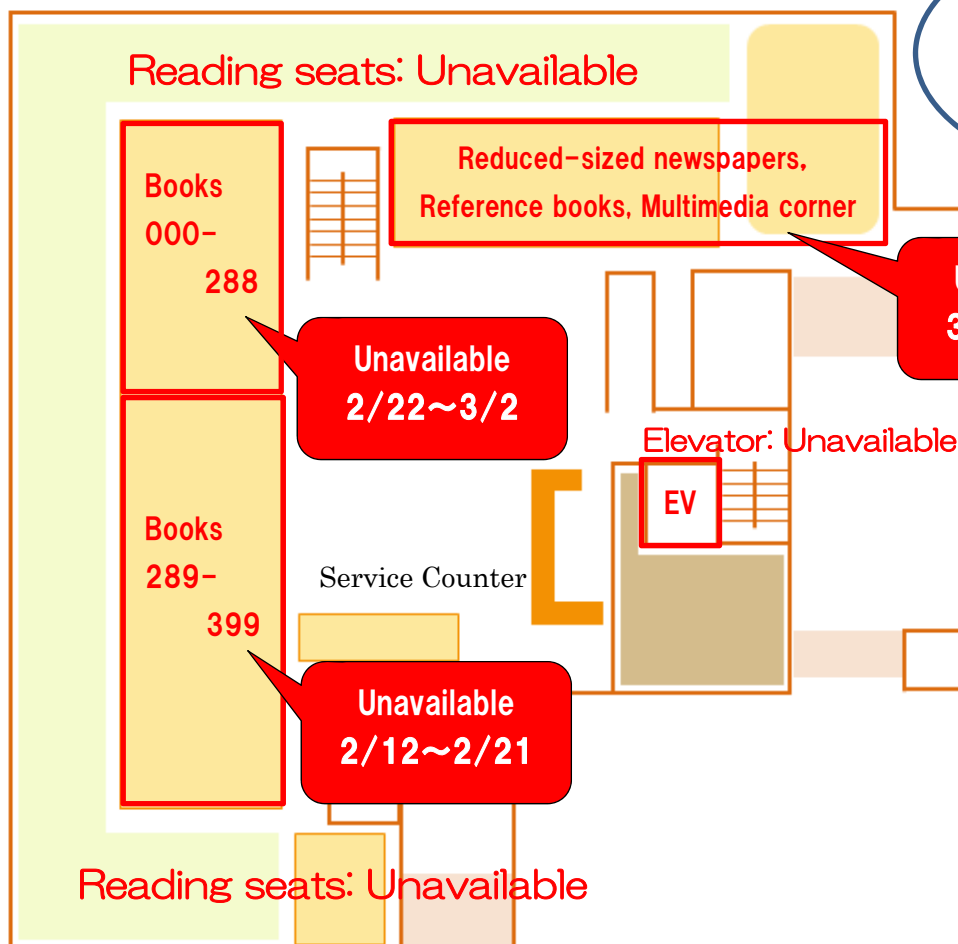 Reading seats: Unavailable
Reduced-sized newspapers,
Reference books, Multimedia corner
Books
000-
288
Unavailable
2/22～3/2
Elevator: Unavailable
EV
Books
289-
399
Service Counter
Unavailable
2/12～2/21
Reading seats: Unavailable